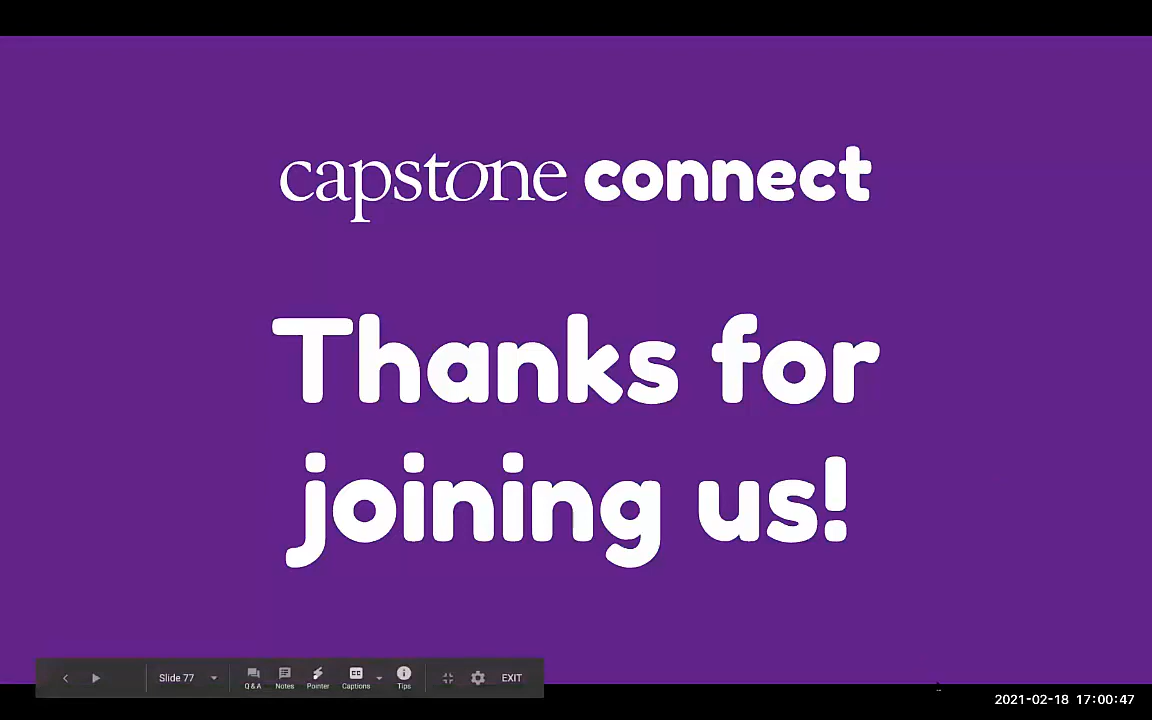 capstone connect
Thanks for
joining us!
Slide 77
Q & A
Notes
Pointer
CC
Captions
Tips
EXIT
2021-02-18 17:00:47